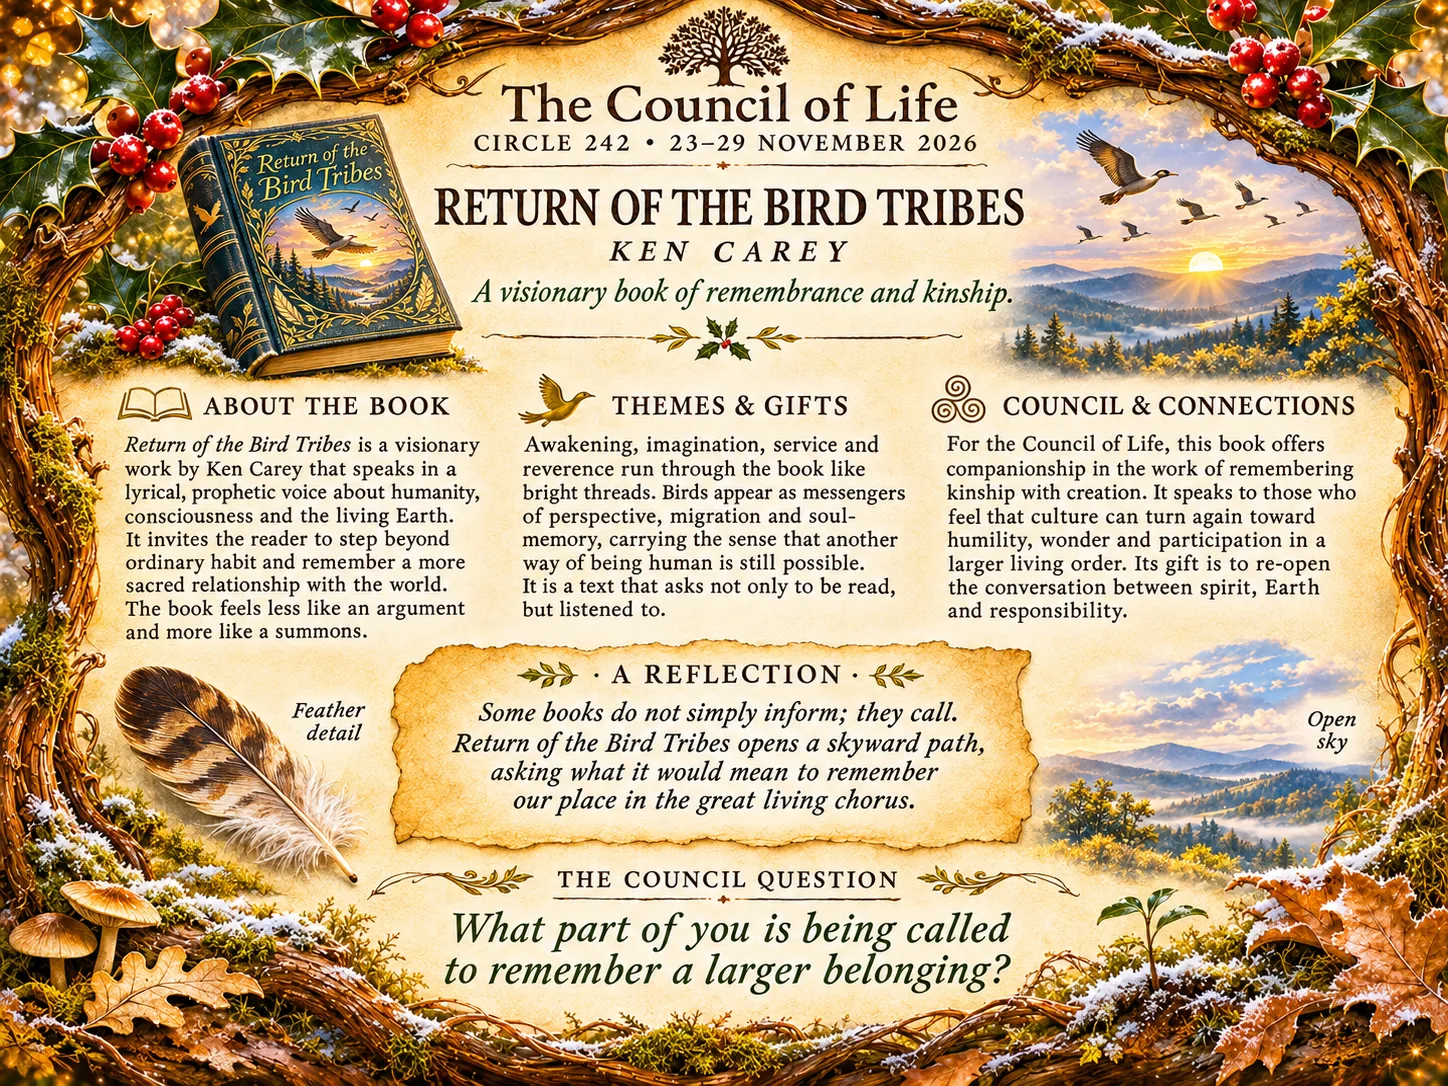 The Council of Life
CIRCLE 242 • 23–29 NOVEMBER 2026
Return of the
Bird Tribes
RETURN OF THE BIRD TRIBES
KEN CAREY
A visionary book of remembrance and kinship.
ABOUT THE BOOK
Return of the Bird Tribes is a visionary
work by Ken Carey that speaks in a
lyrical, prophetic voice about humanity,
consciousness and the living Earth.
It invites the reader to step beyond
ordinary habit and remember a more
sacred relationship with the world.
The book feels less like an argument
and more like a summons.
THEMES & GIFTS
Awakening, imagination, service and
reverence run through the book like
bright threads. Birds appear as messengers
of perspective, migration and soul-
memory, carrying the sense that another
way of being human is still possible.
It is a text that asks not only to be read,
but listened to.
COUNCIL & CONNECTIONS
For the Council of Life, this book offers
companionship in the work of remembering
kinship with creation. It speaks to those who
feel that culture can turn again toward
humility, wonder and participation in a
larger living order. Its gift is to re-open
the conversation between spirit, Earth
and responsibility.
Feather
detail
· A REFLECTION ·
Some books do not simply inform; they call.
Return of the Bird Tribes opens a skyward path,
asking what it would mean to remember
our place in the great living chorus.
Open
sky
THE COUNCIL QUESTION
What part of you is being called
to remember a larger belonging?